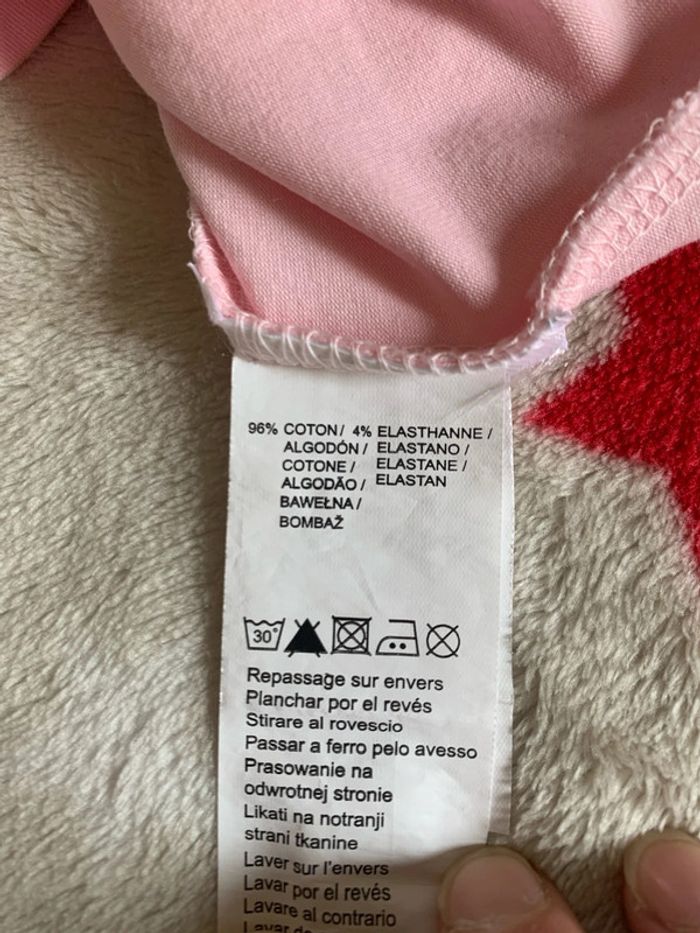 96% COTON / 4% ELASTHANNE /
ALGODÓN / ELASTANO /
COTONE / ELASTANE /
ALGODÃO / ELASTAN
BAWEŁNA /
BOMBAŽ
30°
Repassage sur envers
Planchar por el revés
Stirare al rovescio
Passar a ferro pelo avesso
Prasowanie na
odwrotnej stronie
Likati na notranji
strani tkanine
Laver sur l'envers
Lavar por el revés
Lavare al contrario